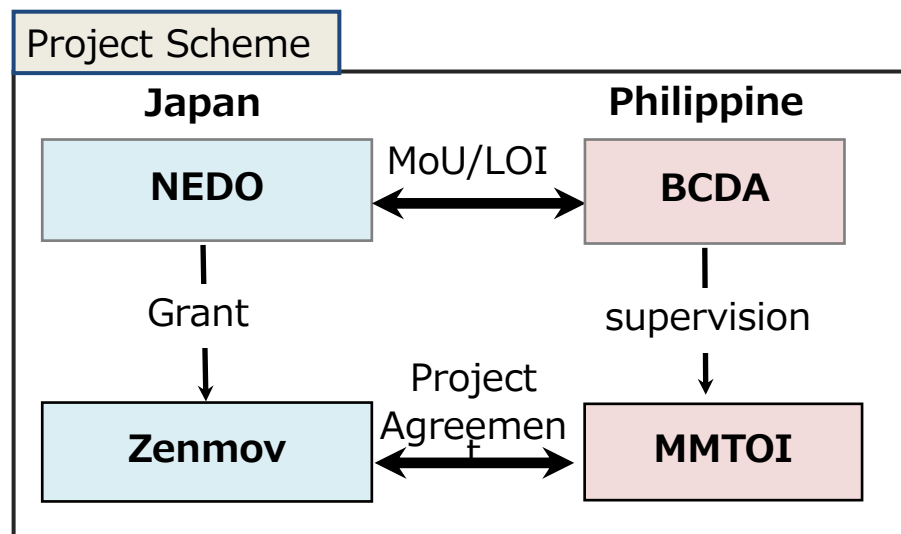 Project Scheme
Japan
Philippine
NEDO
MoU/LOI
BCDA
Grant
supervision
Project
Agreemen
t
Zenmov
MMTOI